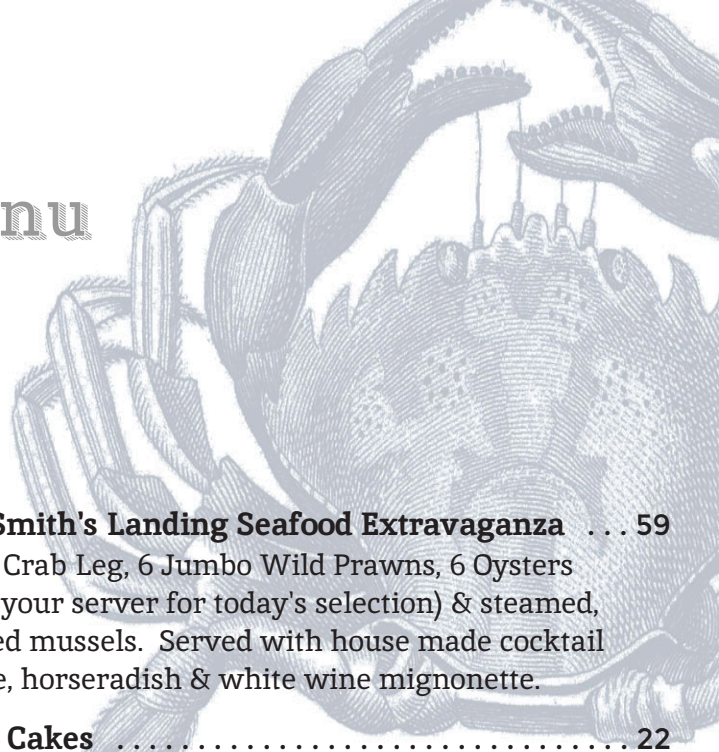 nu
Smith's Landing Seafood Extravaganza ... 59
Crab Leg, 6 Jumbo Wild Prawns, 6 Oysters
your server for today's selection) & steamed,
ed mussels. Served with house made cocktail
e, horseradish & white wine mignonette.
Cakes ................................ 22